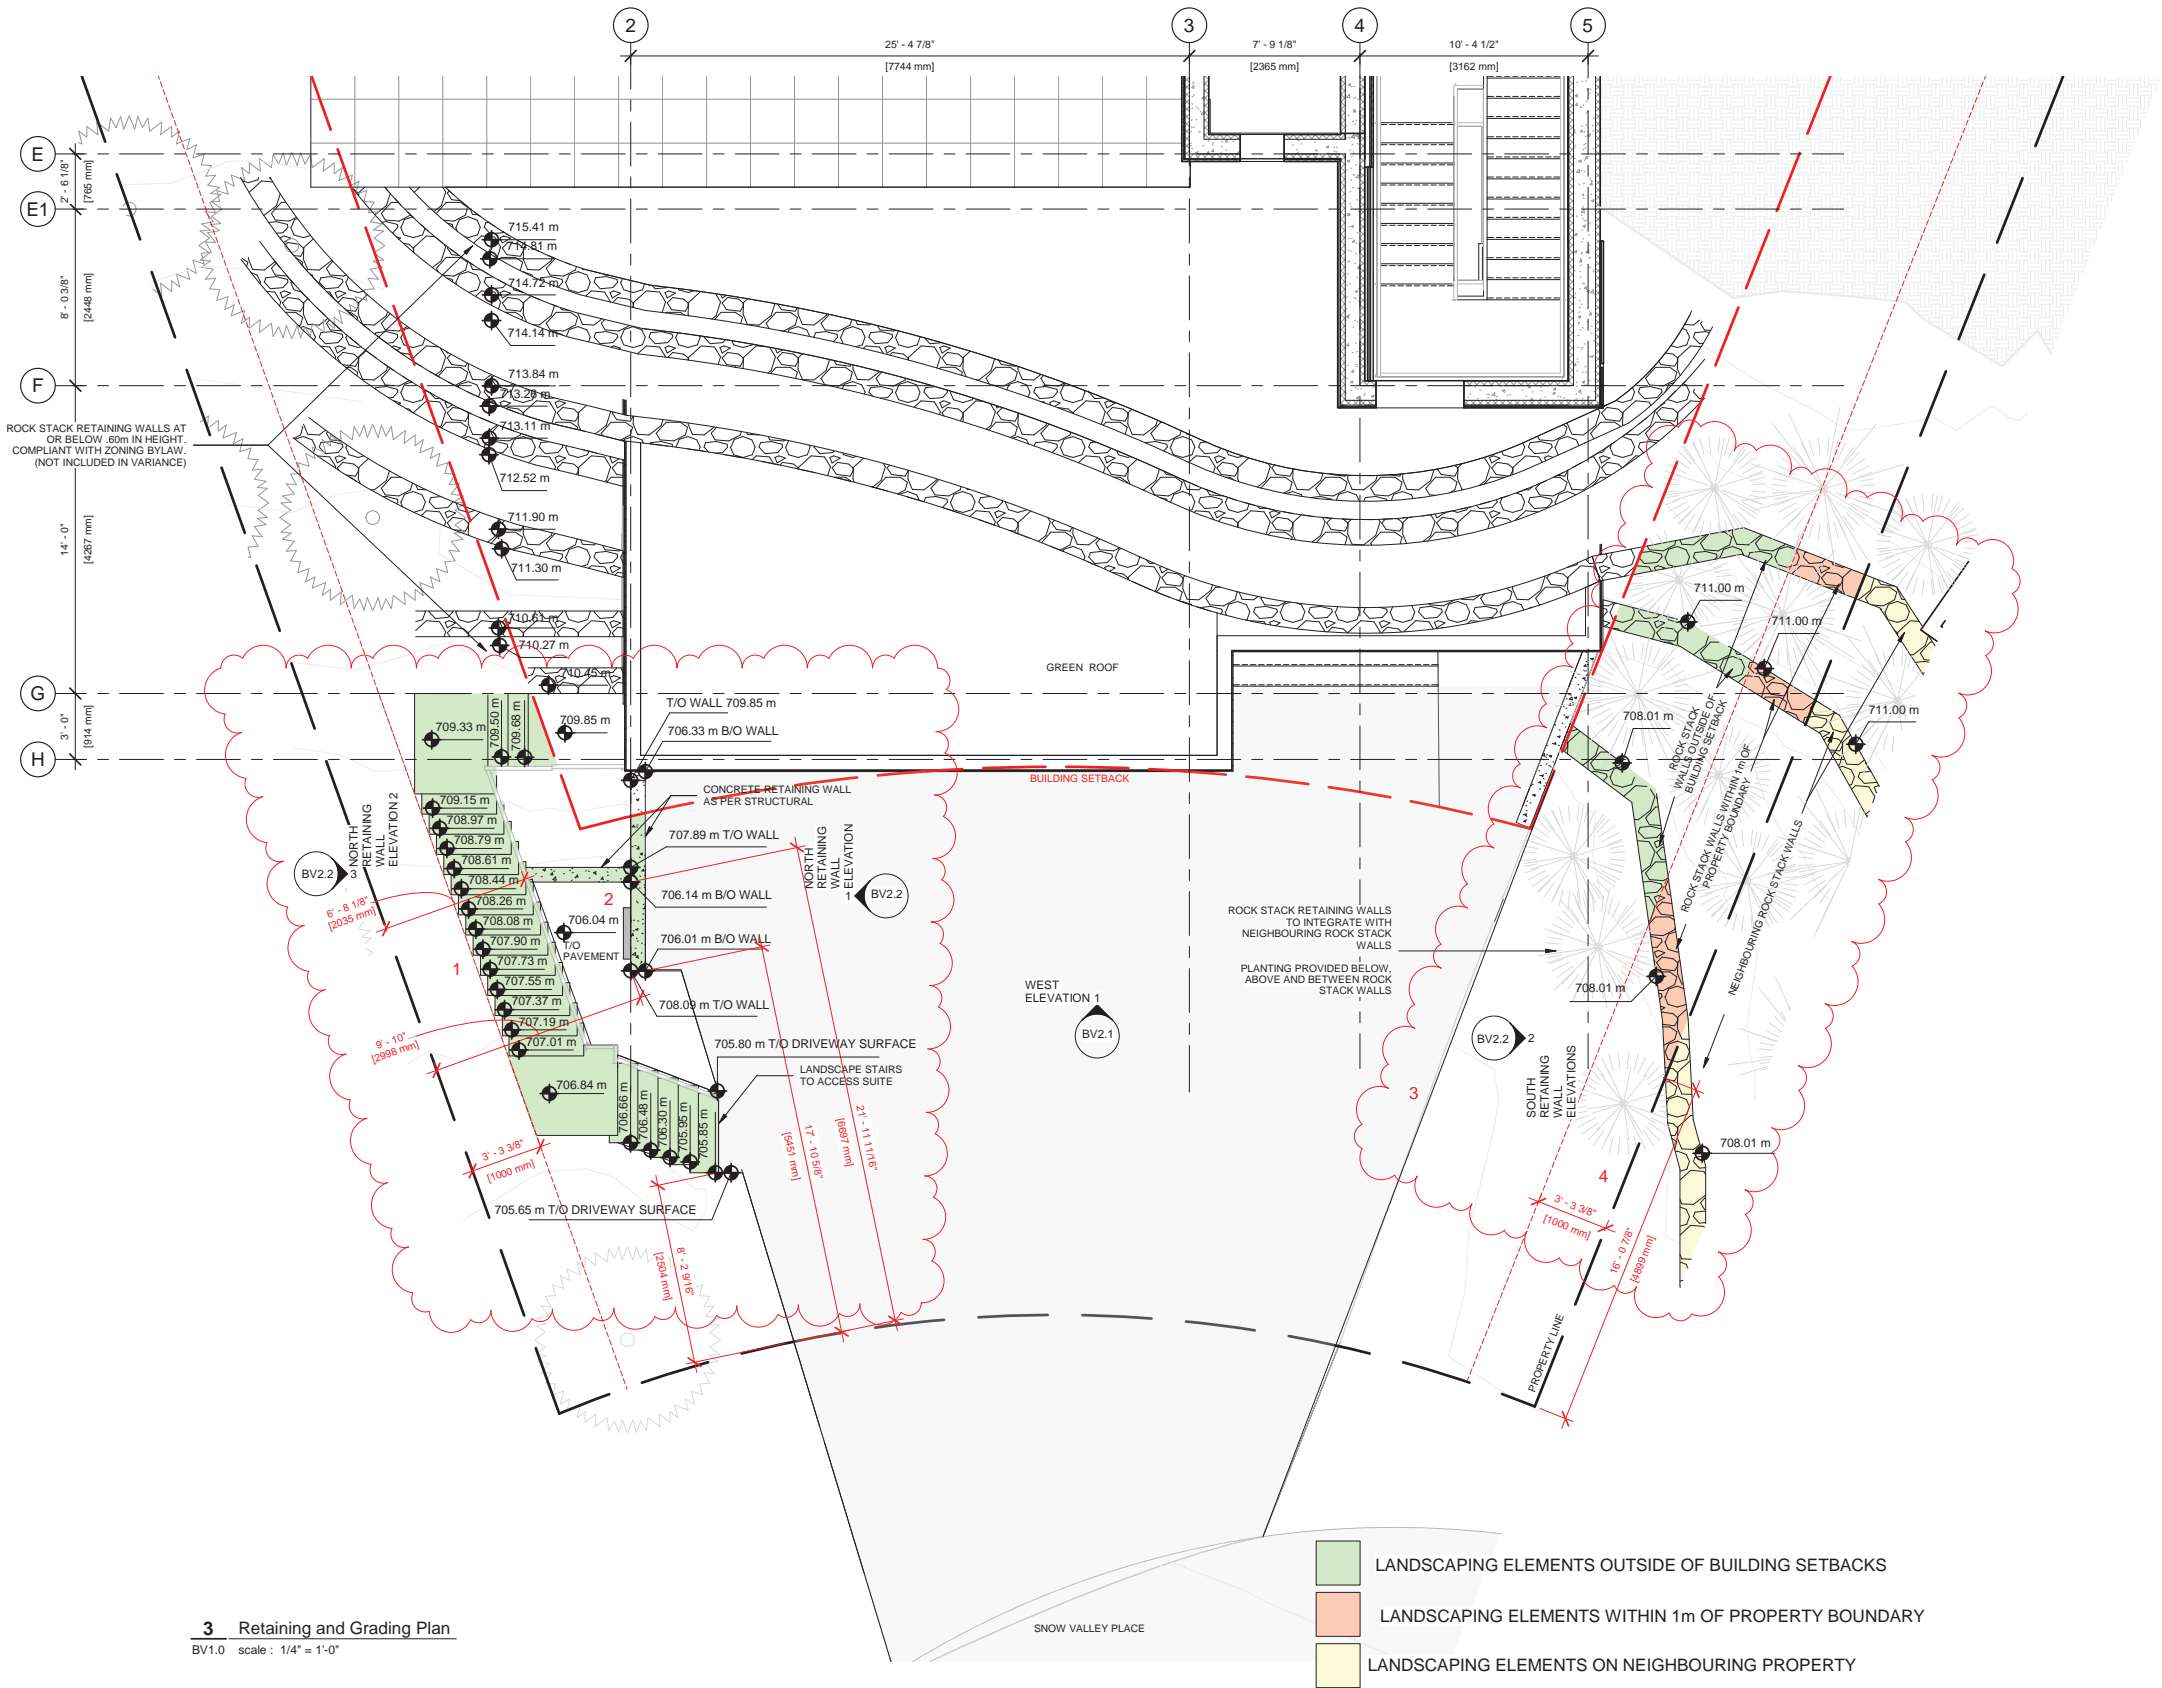 2
3
4
5
25' - 4 7/8"
[7744 mm]
7' - 9 1/8"
[2365 mm]
10' - 4 1/2"
[3162 mm]
E
2' - 6 1/8"
[765 mm]
E1
8' - 0 3/8"
[2448 mm]
F
14' - 0"
[4267 mm]
G
3' - 0"
[914 mm]
H
ROCK STACK RETAINING WALLS AT
OR BELOW .60m IN HEIGHT.
COMPLIANT WITH ZONING BYLAW.
(NOT INCLUDED IN VARIANCE)
715.41 m
714.81 m
714.72 m
714.14 m
713.84 m
713.26 m
713.11 m
712.52 m
711.90 m
711.30 m
710.61 m
710.27 m
710.45 m
709.33 m
709.50 m
709.68 m
709.85 m
T/O WALL 709.85 m
706.33 m B/O WALL
GREEN ROOF
BUILDING SETBACK
CONCRETE RETAINING WALL
AS PER STRUCTURAL
707.89 m T/O WALL
706.14 m B/O WALL
706.01 m B/O WALL
708.09 m T/O WALL
706.04 m
T/O
PAVEMENT
709.15 m
708.97 m
708.79 m
708.61 m
708.44 m
708.26 m
708.08 m
707.90 m
707.73 m
707.55 m
707.37 m
707.19 m
707.01 m
706.84 m
706.66 m
706.48 m
706.30 m
705.95 m
705.85 m
705.80 m T/O DRIVEWAY SURFACE
LANDSCAPE STAIRS
TO ACCESS SUITE
705.65 m T/O DRIVEWAY SURFACE
NORTH
RETAINING
WALL
ELEVATION 2
BV2.2
3
NORTH
RETAINING
WALL
ELEVATION
1
BV2.2
1
2
6' - 8 1/8"
[2035 mm]
9' - 10"
[2998 mm]
3' - 3 3/8"
[1000 mm]
8' - 2 9/16"
[2504 mm]
17' - 10 5/8"
[5451 mm]
21' - 11 11/16"
[6697 mm]
WEST
ELEVATION 1
BV2.1
ROCK STACK RETAINING WALLS
TO INTEGRATE WITH
NEIGHBOURING ROCK STACK
WALLS
PLANTING PROVIDED BELOW,
ABOVE AND BETWEEN ROCK
STACK WALLS
BV2.2
2
SOUTH
RETAINING
WALL
ELEVATIONS
3
4
711.00 m
711.00 m
711.00 m
708.01 m
708.01 m
708.01 m
ROCK STACK
WALLS OUTSIDE OF
BUILDING SETBACK
ROCK STACK WALLS WITHIN 1m OF
PROPERTY BOUNDARY
NEIGHBOURING ROCK STACK WALLS
3' - 3 3/8"
[1000 mm]
16' - 0 7/8"
[4899 mm]
PROPERTY LINE
SNOW VALLEY PLACE
LANDSCAPING ELEMENTS OUTSIDE OF BUILDING SETBACKS
LANDSCAPING ELEMENTS WITHIN 1m OF PROPERTY BOUNDARY
LANDSCAPING ELEMENTS ON NEIGHBOURING PROPERTY
3 Retaining and Grading Plan
BV1.0 scale : 1/4" = 1'-0"